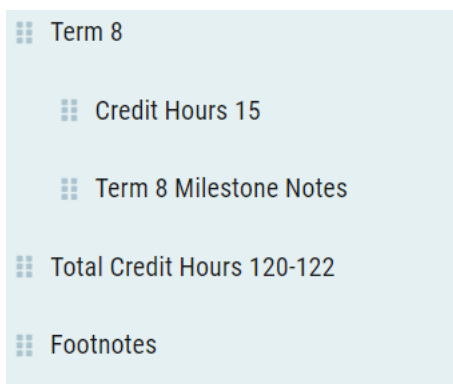 Term 8
Credit Hours 15
Term 8 Milestone Notes
Total Credit Hours 120-122
Footnotes